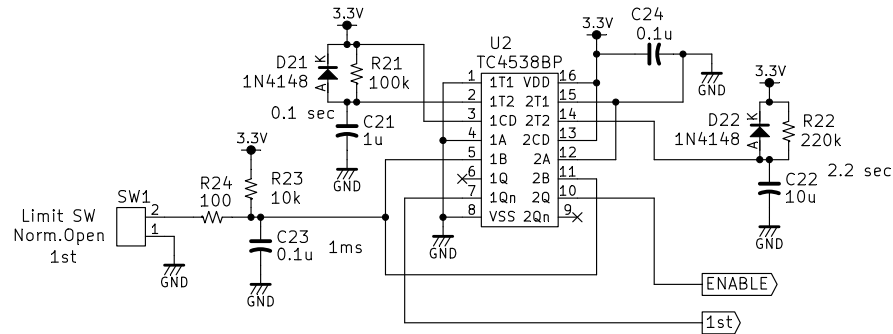 3.3V
D21
1N4148
K
A
R21
100k
0.1 sec
C21
1u
GND
U2
TC4538BP
1 1T1 VDD 16
2 1T2 2T1 15
3 1CD 2T2 14
4 1A 2CD 13
5 1B 2A 12
6 1Q 2B 11
7 1Qn 2Q 10
8 VSS 2Qn 9
GND
3.3V
C24
0.1u
GND
3.3V
D22
1N4148
K
A
R22
220k
2.2 sec
C22
10u
GND
3.3V
R23
10k
R24
100
SW1
2
1
Limit SW
Norm.Open
1st
GND
C23
0.1u
1ms
GND
ENABLE
1st